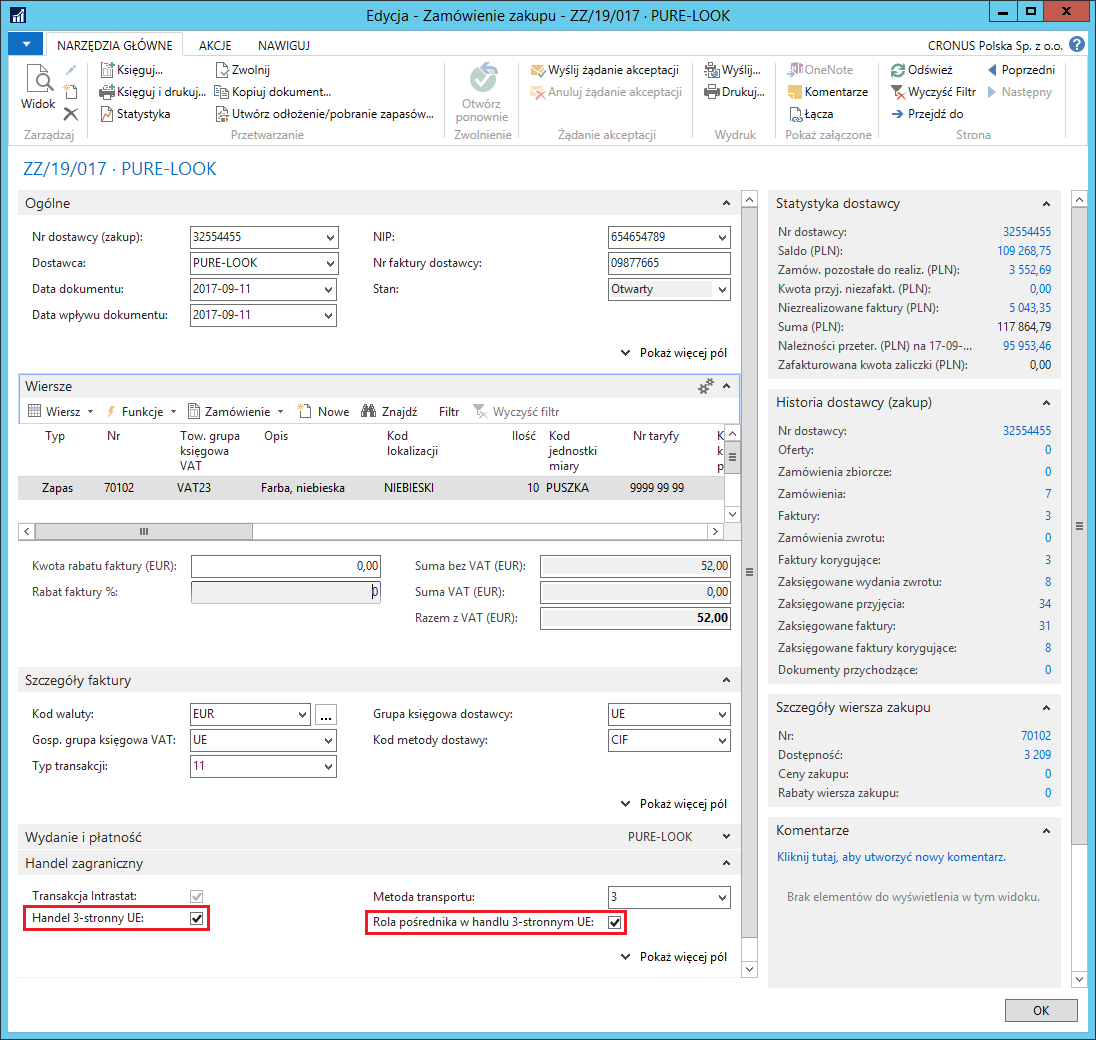 Edycja - Zamówienie zakupu - ZZ/19/017 · PURE-LOOK
NARZĘDZIA GŁÓWNE AKCJE NAWIGUJ CRONUS Polska Sp. z o.o.
Widok
Zarządzaj
Księguj...
Księguj i drukuj...
Statystyka
Zwolnij
Kopiuj dokument...
Utwórz odłożenie/pobranie zapasów...
Przetwarzanie
Otwórz
ponownie
Zwolnienie
Wyślij żądanie akceptacji
Anuluj żądanie akceptacji
Żądanie akceptacji
Wyślij...
Drukuj...
Wydruk
OneNote
Komentarze
Łącza
Pokaż załączone
Odśwież
Wyczyść Filtr
Przejdź do
Poprzedni
Następny
Strona
ZZ/19/017 · PURE-LOOK
Ogólne
Nr dostawcy (zakup): 32554455
Dostawca: PURE-LOOK
Data dokumentu: 2017-09-11
Data wpływu dokumentu: 2017-09-11
NIP: 654654789
Nr faktury dostawcy: 09877665
Stan: Otwarty
Pokaż więcej pól
Wiersze
Wiersz Funkcje Zamówienie Nowe Znajdź Filtr Wyczyść filtr
Typ Nr Tow. grupa Opis Kod Ilość Kod Nr taryfy K
księgowa lokalizacji jednostki k
VAT miary p
Zapas 70102 VAT23 Farba, niebieska NIEBIESKI 10 PUSZKA 9999 99 99
Kwota rabatu faktury (EUR): 0,00
Rabat faktury %: 0
Suma bez VAT (EUR): 52,00
Suma VAT (EUR): 0,00
Razem z VAT (EUR): 52,00
Szczegóły faktury
Kod waluty: EUR ...
Gosp. grupa księgowa VAT: UE
Typ transakcji: 11
Grupa księgowa dostawcy: UE
Kod metody dostawy: CIF
Pokaż więcej pól
Wydanie i płatność PURE-LOOK
Handel zagraniczny
Transakcja Intrastat:
Handel 3-stronny UE:
Metoda transportu: 3
Rola pośrednika w handlu 3-stronnym UE:
Pokaż więcej pól
Statystyka dostawcy
Nr dostawcy: 32554455
Saldo (PLN): 109 268,75
Zamów. pozostałe do realiz. (PLN): 3 552,69
Kwota przyj. niezafakt. (PLN): 0,00
Niezrealizowane faktury (PLN): 5 043,35
Suma (PLN): 117 864,79
Należności przeter. (PLN) na 17-09-... 95 953,46
Zafakturowana kwota zaliczki (PLN): 0,00
Historia dostawcy (zakup)
Nr dostawcy: 32554455
Oferty: 0
Zamówienia zbiorcze: 0
Zamówienia: 7
Faktury: 3
Zamówienia zwrotu: 0
Faktury korygujące: 3
Zaksięgowane wydania zwrotu: 8
Zaksięgowane przyjęcia: 34
Zaksięgowane faktury: 31
Zaksięgowane faktury korygujące: 8
Dokumenty przychodzące: 0
Szczegóły wiersza zakupu
Nr: 70102
Dostępność: 3 209
Ceny zakupu: 0
Rabaty wiersza zakupu: 0
Komentarze
Kliknij tutaj, aby utworzyć nowy komentarz.
Brak elementów do wyświetlenia w tym widoku.
OK